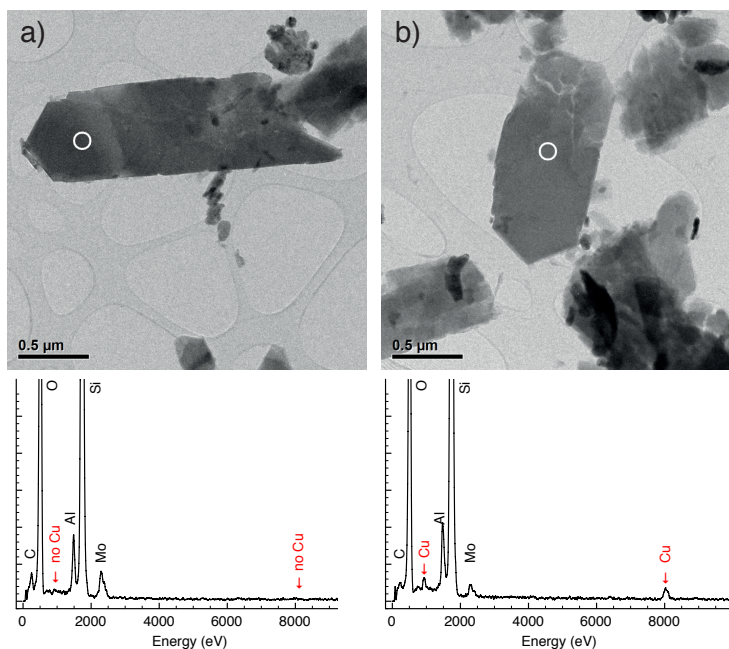 a)
b)
0.5 µm
0.5 µm
C
O
no Cu
Al
Si
Mo
no Cu
0 2000 4000 6000 8000
Energy (eV)
C
O
Cu
Al
Si
Mo
Cu
0 2000 4000 6000 8000
Energy (eV)